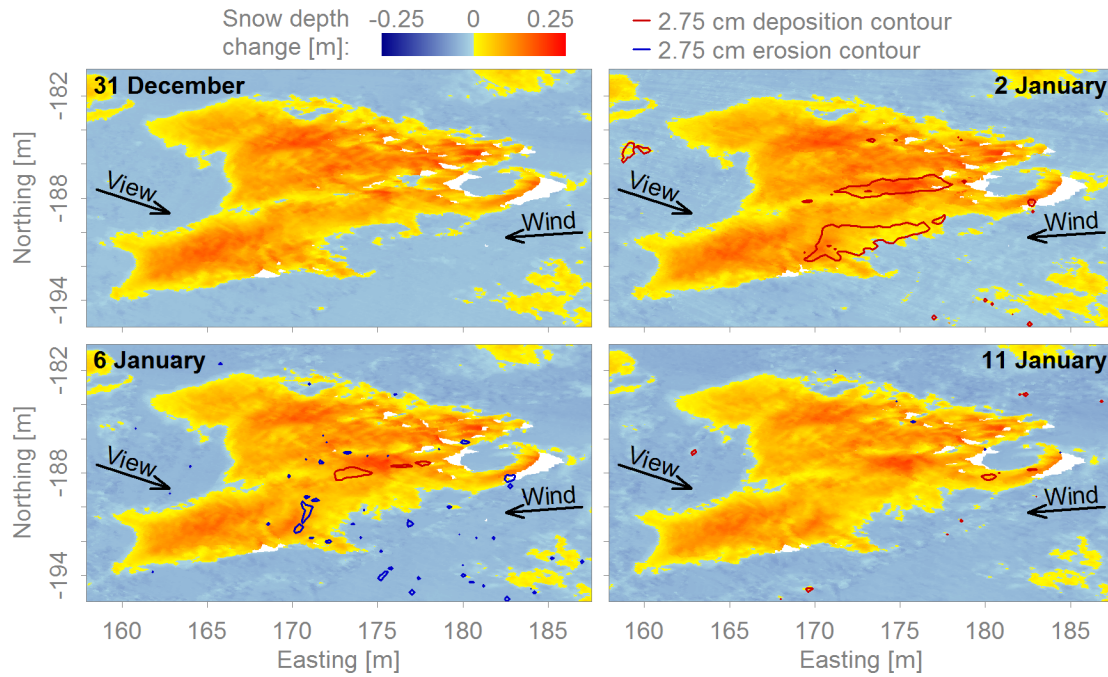 Snow depth change [m]:
-0.25 0 0.25
2.75 cm deposition contour
2.75 cm erosion contour
31 December
2 January
Northing [m]
-182
-188
-194
View
Wind
View
Wind
6 January
11 January
Northing [m]
-182
-188
-194
View
Wind
View
Wind
160 165 170 175 180 185
160 165 170 175 180 185
Easting [m]
Easting [m]